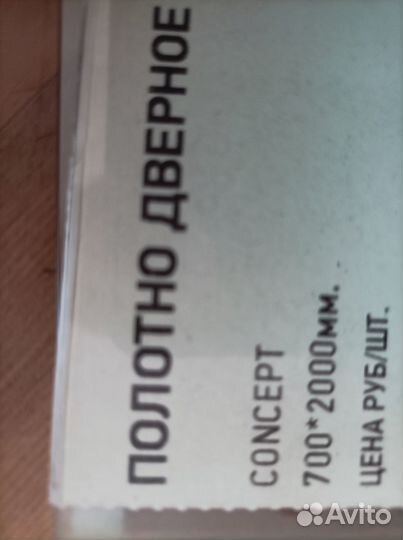 ПОЛОТНО ДВЕРНОЕ
CONCEPT
700*2000мм.
ЦЕНА РУБ/ШТ.
Avito